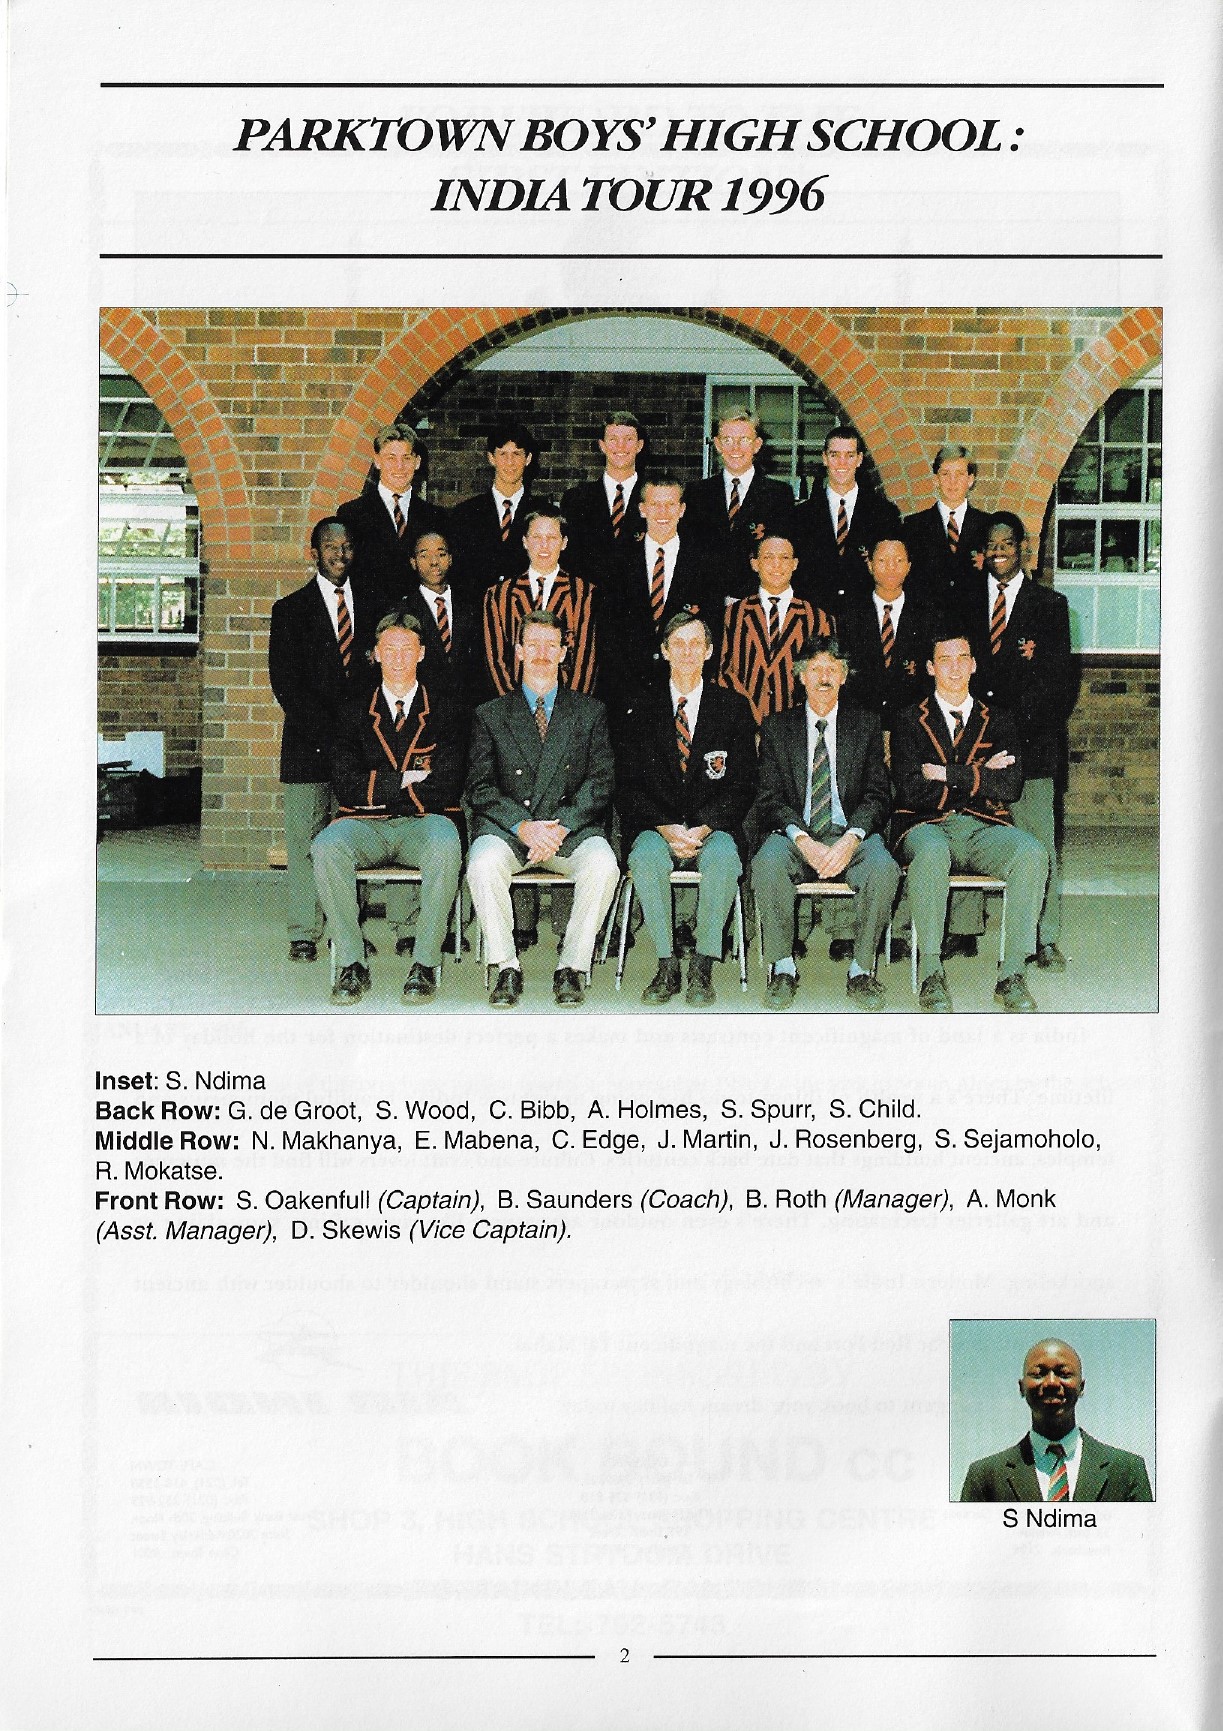 PARKTOWN BOYS' HIGH SCHOOL:
INDIA TOUR 1996
Inset: S. Ndima
Back Row: G. de Groot, S. Wood, C. Bibb, A. Holmes, S. Spurr, S. Child.
Middle Row: N. Makhanya, E. Mabena, C. Edge, J. Martin, J. Rosenberg, S. Sejamoholo,
R. Mokatse.
Front Row: S. Oakenfull (Captain), B. Saunders (Coach), B. Roth (Manager), A. Monk
(Asst. Manager), D. Skewis (Vice Captain).
S Ndima
2